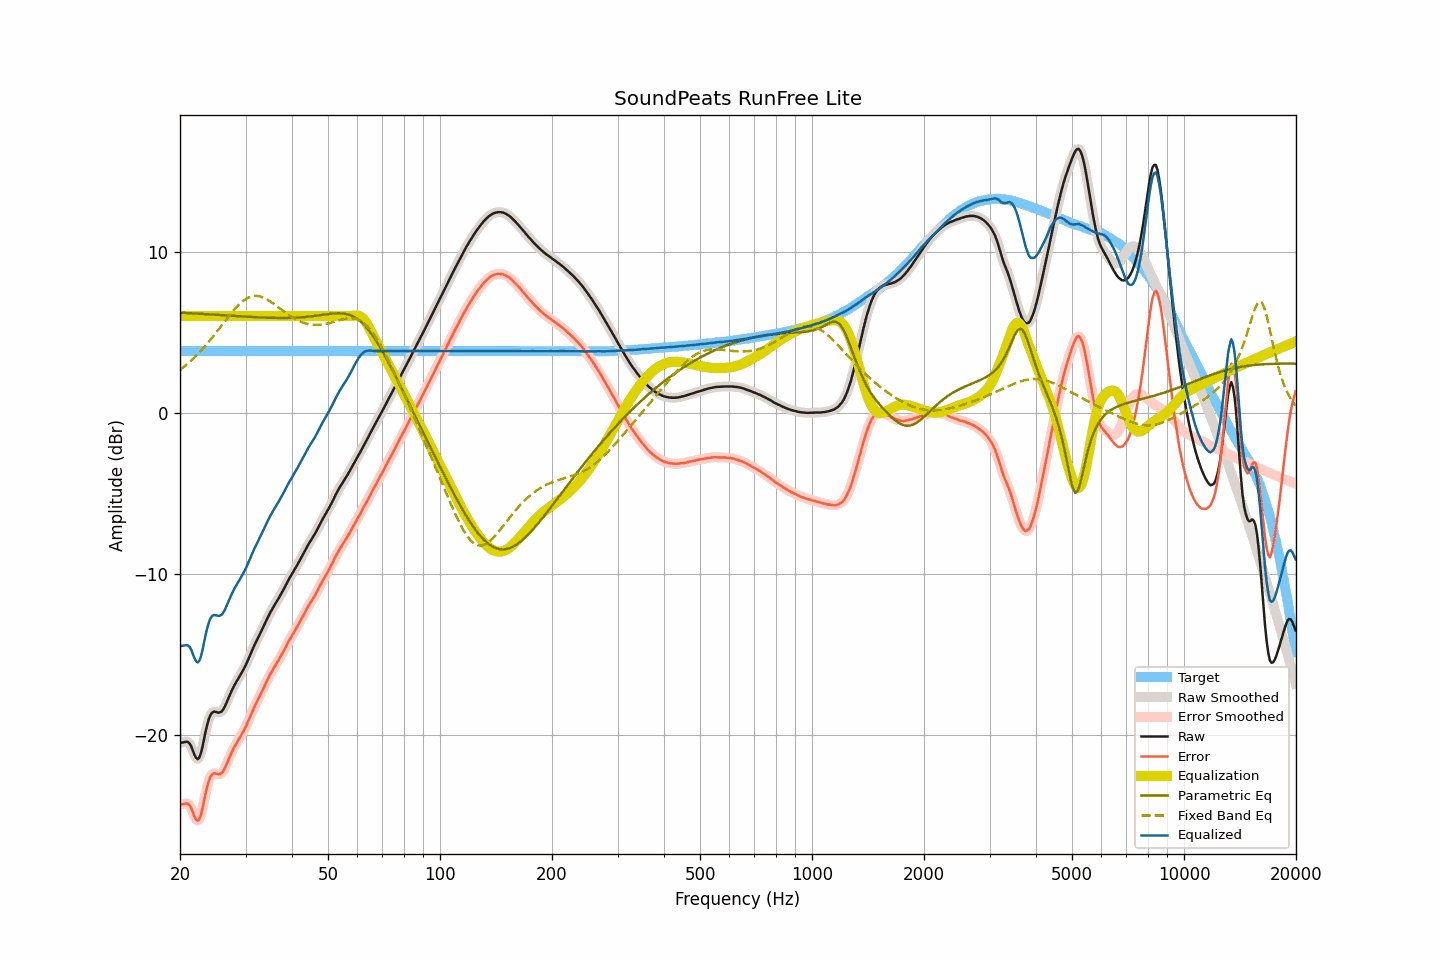 SoundPeats RunFree Lite
Amplitude (dBr)
10
0
−10
−20
20
50
100
200
500
1000
2000
5000
10000
20000
Frequency (Hz)
Target
Raw Smoothed
Error Smoothed
Raw
Error
Equalization
Parametric Eq
Fixed Band Eq
Equalized